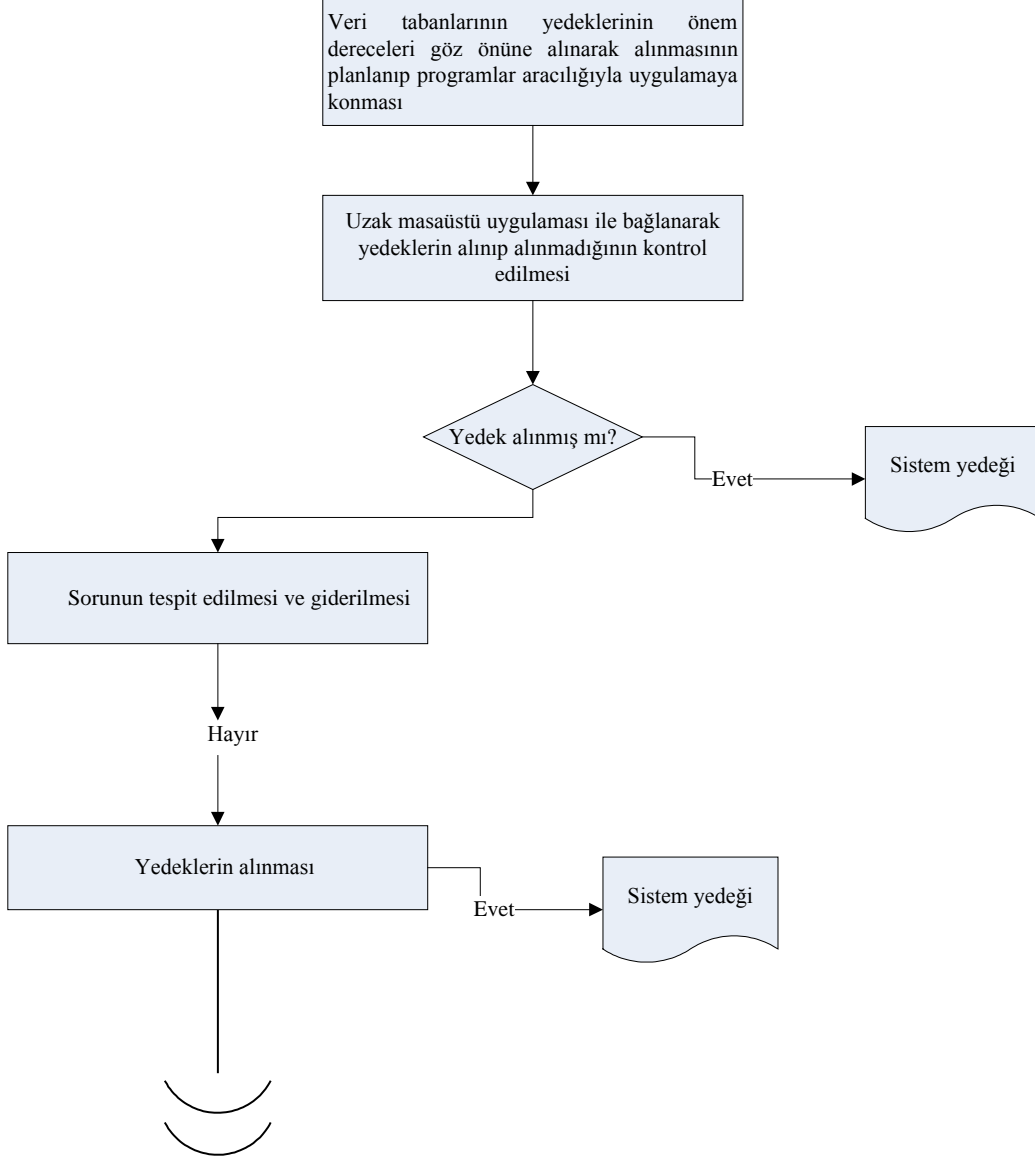 Veri tabanlarının yedeklerinin önem
dereceleri göz önüne alınarak alınmasının
planlanıp programlar aracılığıyla uygulamaya
konması
Uzak masaüstü uygulaması ile bağlanarak
yedeklerin alınıp alınmadığının kontrol
edilmesi
Yedek alınmış mı?
Evet
Sistem yedeği
Sorunun tespit edilmesi ve giderilmesi
Hayır
Yedeklerin alınması
Evet
Sistem yedeği